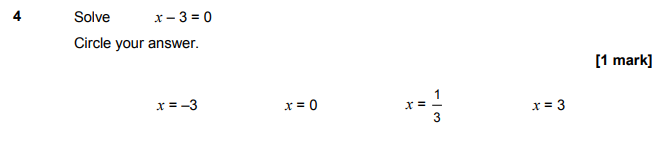 4 Solve x – 3 = 0
Circle your answer.
[1 mark]
x = –3 x = 0 x = 1/3 x = 3